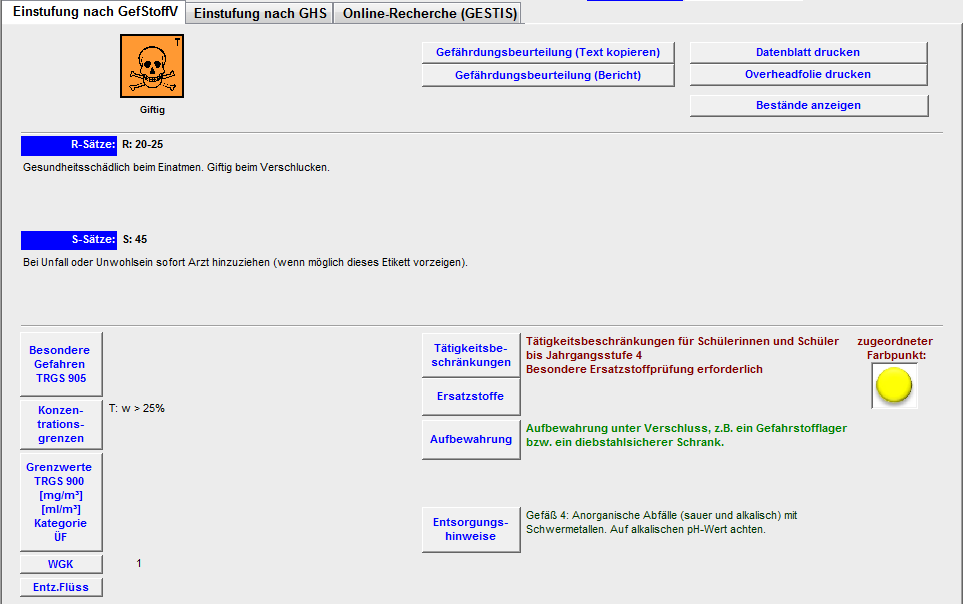 Einstufung nach GefStoffV
Einstufung nach GHS
Online-Recherche (GESTIS)
T
Giftig
Gefährdungsbeurteilung (Text kopieren)
Gefährdungsbeurteilung (Bericht)
Datenblatt drucken
Overheadfolie drucken
Bestände anzeigen
R-Sätze: R: 20-25
Gesundheitsschädlich beim Einatmen. Giftig beim Verschlucken.
S-Sätze: S: 45
Bei Unfall oder Unwohlsein sofort Arzt hinzuziehen (wenn möglich dieses Etikett vorzeigen).
Besondere
Gefahren
TRGS 905
Konzen-
trations-
grenzen
T: w > 25%
Grenzwerte
TRGS 900
[mg/m³]
[ml/m³]
Kategorie
ÜF
WGK
1
Entz.Flüss
Tätigkeitsbe-
schränkungen
Tätigkeitsbeschränkungen für Schülerinnen und Schüler
bis Jahrgangsstufe 4
Besondere Ersatzstoffprüfung erforderlich
Ersatzstoffe
Aufbewahrung
Aufbewahrung unter Verschluss, z.B. ein Gefahrstofflager
bzw. ein diebstahlsicherer Schrank.
Entsorgungs-
hinweise
Gefäß 4: Anorganische Abfälle (sauer und alkalisch) mit
Schwermetallen. Auf alkalischen pH-Wert achten.
zugeordneter
Farbpunkt: